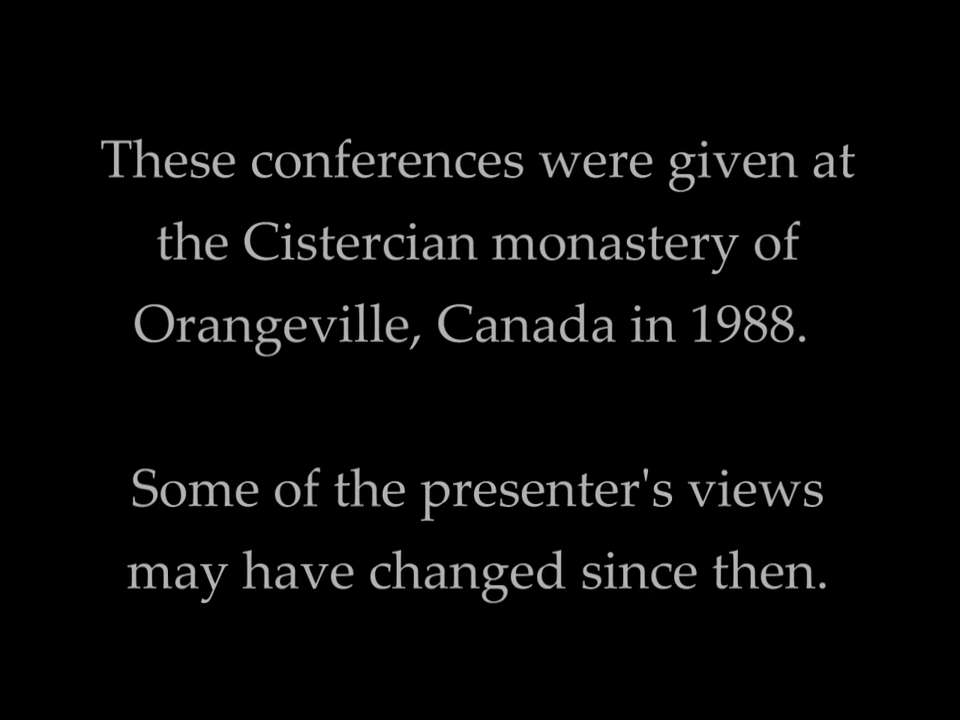 These conferences were given at
the Cistercian monastery of
Orangeville, Canada in 1988.
Some of the presenter's views
may have changed since then.